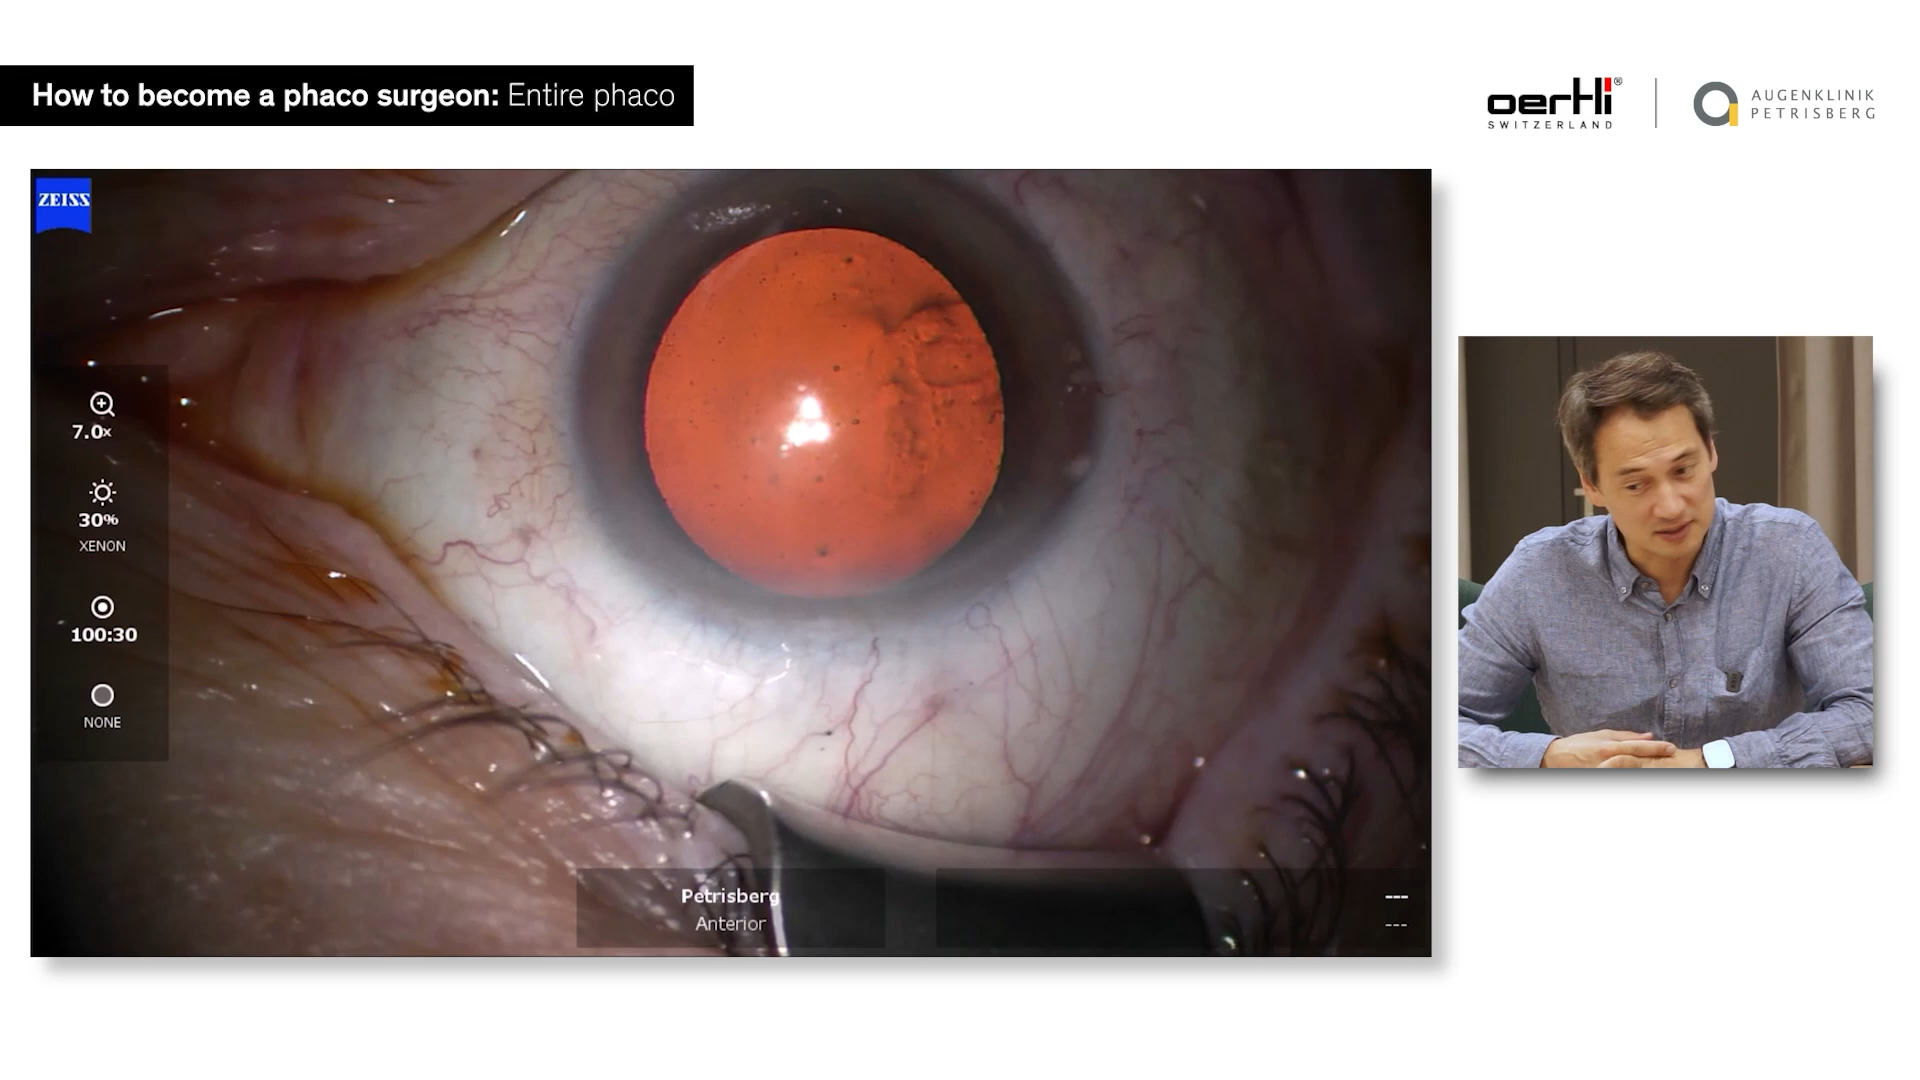 How to become a phaco surgeon: Entire phaco
oertli®
SWITZERLAND
AUGENKLINIK
PETRISBERG
ZEISS
7.0x
30%
XENON
100:30
NONE
Petrisberg
Anterior
---
---